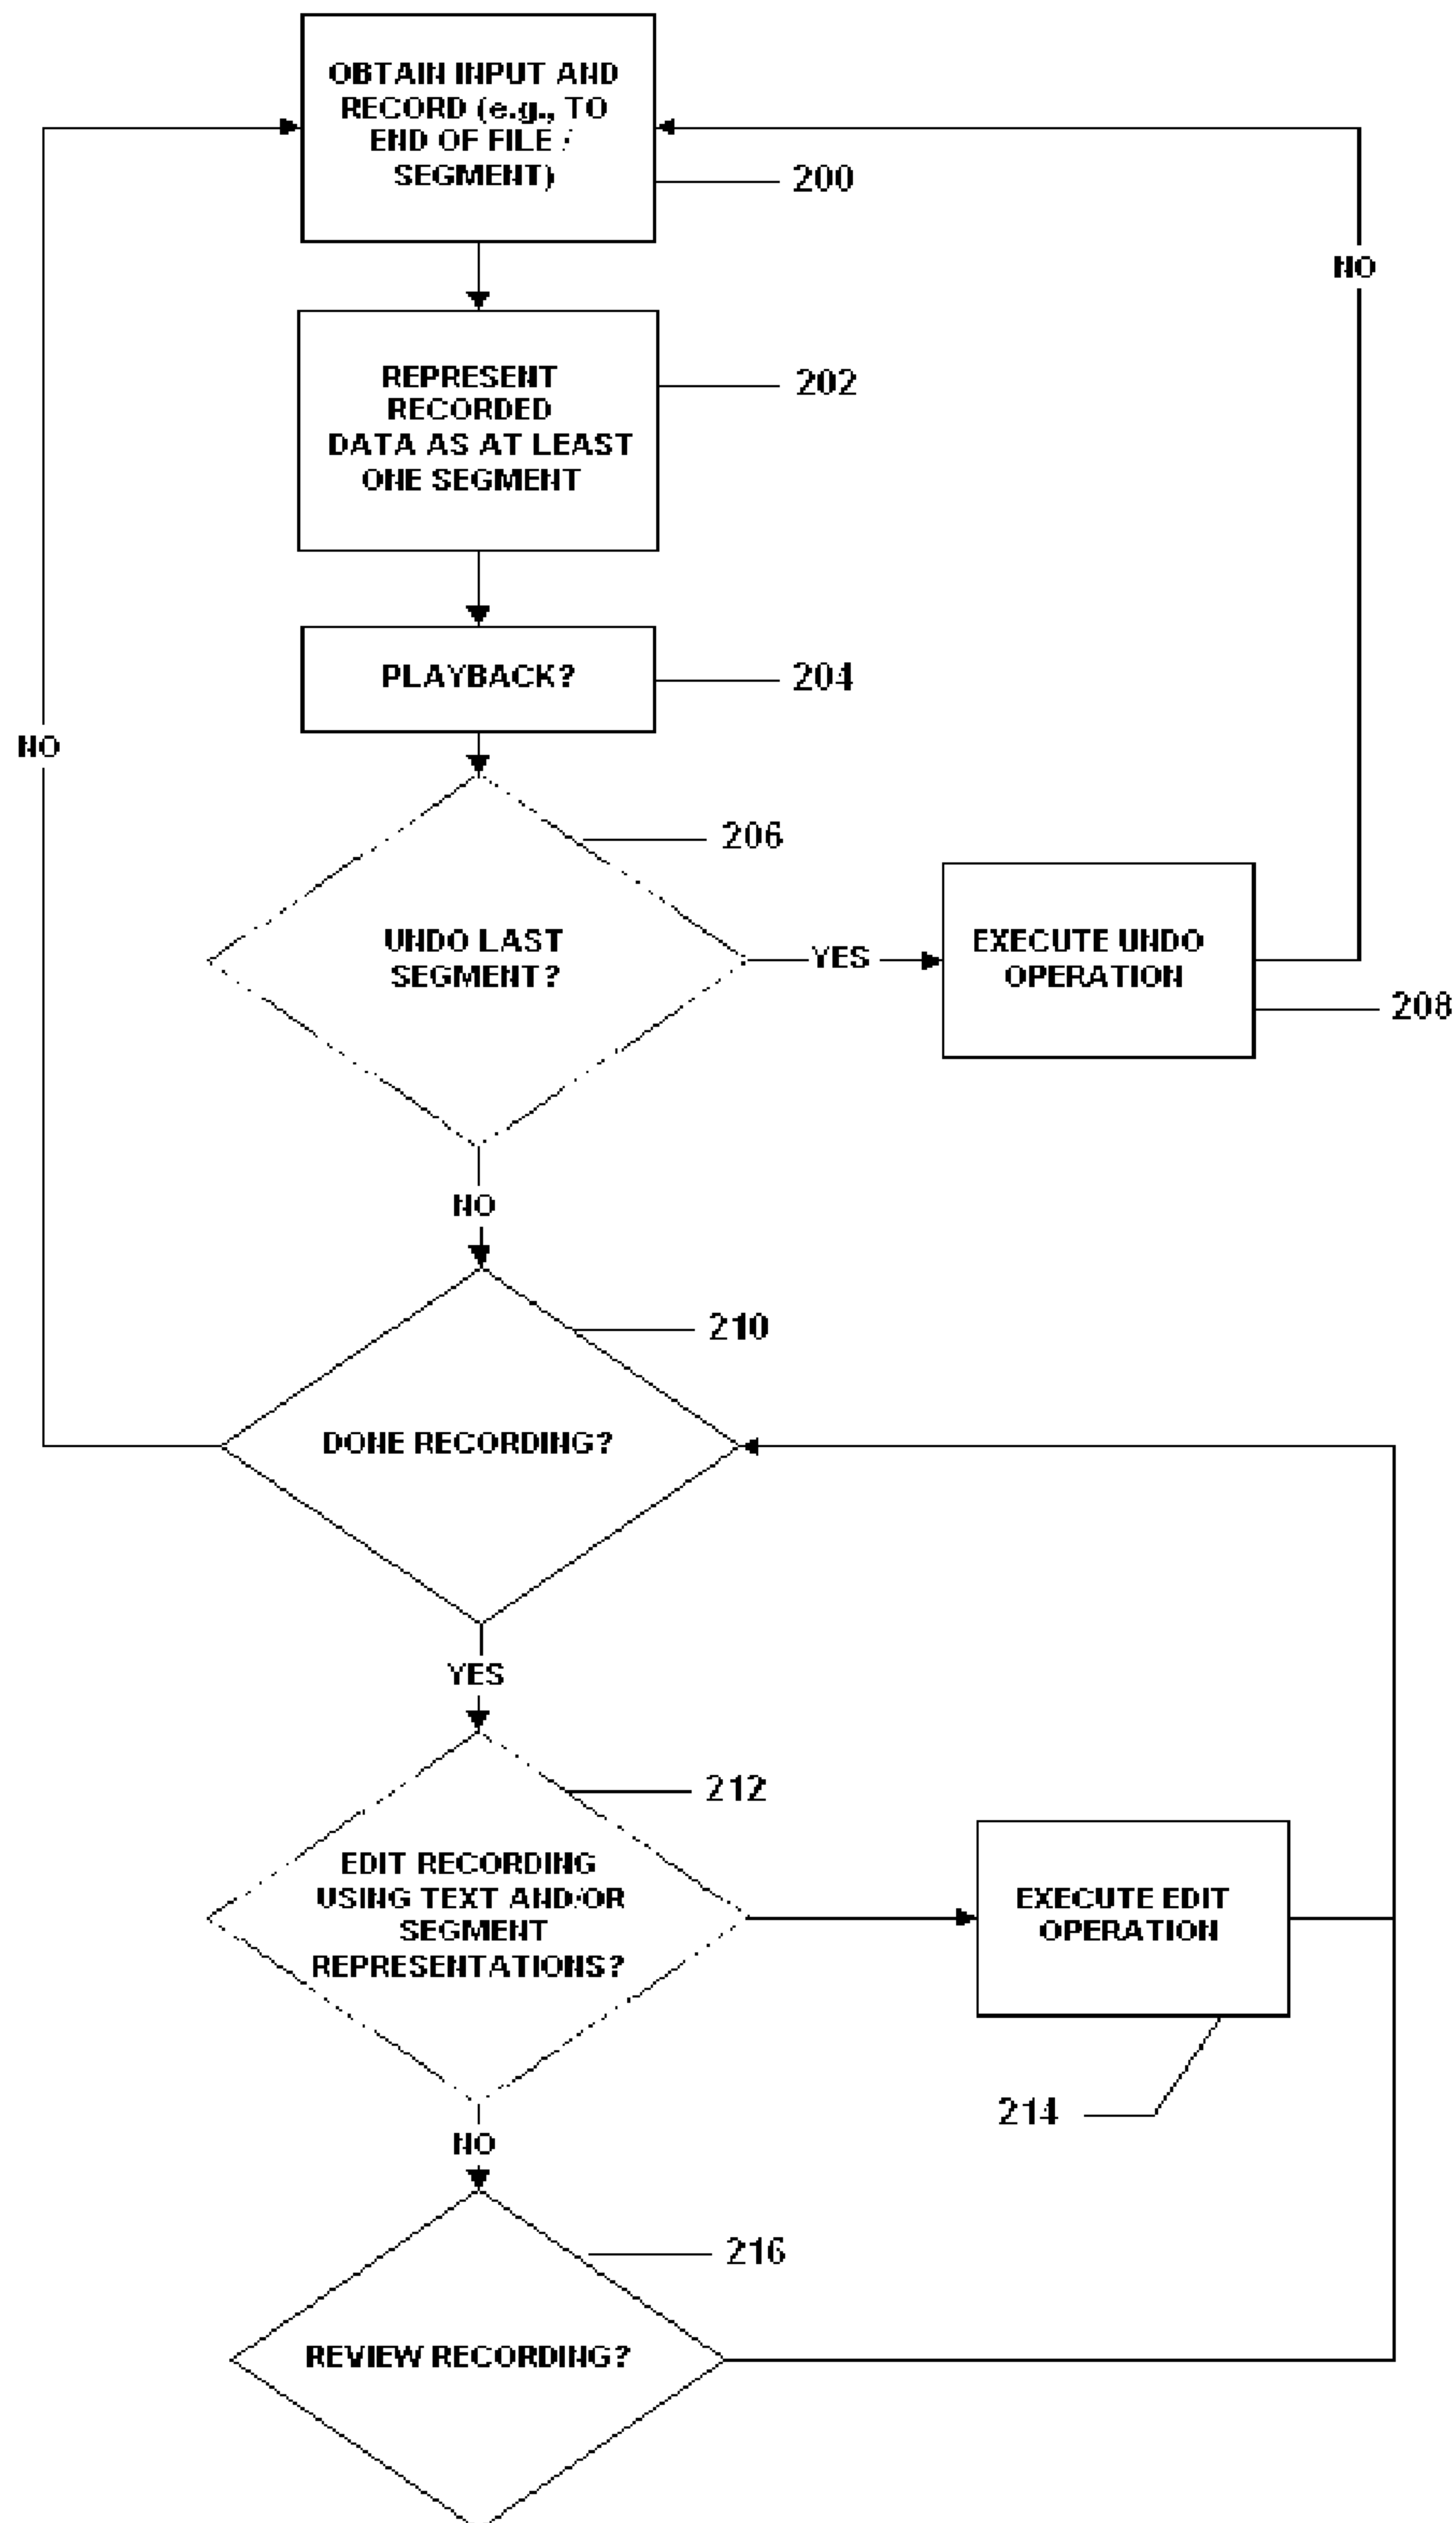 OBTAIN INPUT AND
RECORD (e.g., TO
END OF FILE /
SEGMENT)
200
NO
REPRESENT
RECORDED
DATA AS AT LEAST
ONE SEGMENT
202
PLAYBACK?
204
NO
206
UNDO LAST
SEGMENT?
YES
EXECUTE UNDO
OPERATION
208
NO
210
DONE RECORDING?
YES
212
EDIT RECORDING
USING TEXT AND/OR
SEGMENT
REPRESENTATIONS?
EXECUTE EDIT
OPERATION
214
NO
216
REVIEW RECORDING?